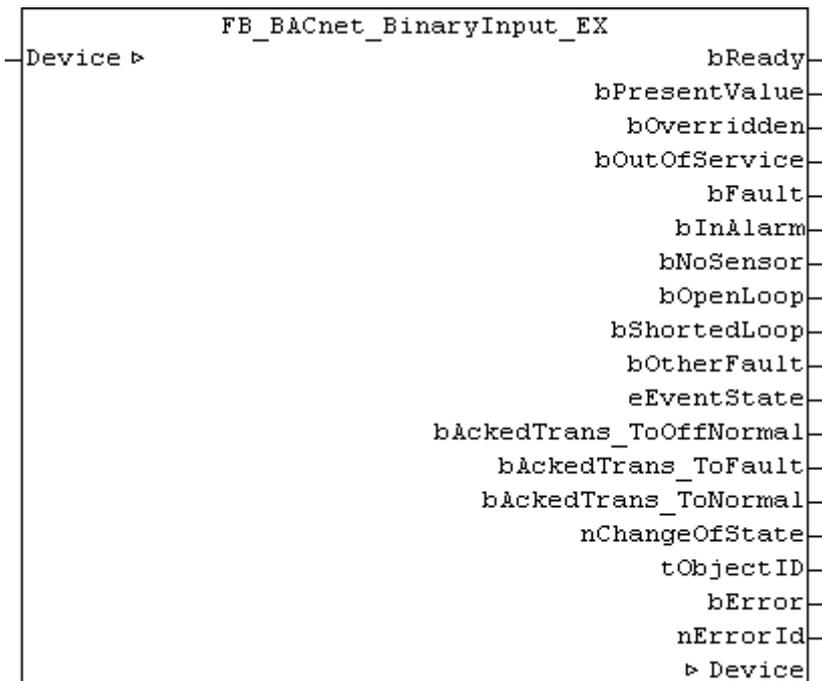 FB_BACnet_BinaryInput_EX
Device ▷ bReady
bPresentValue
bOverridden
bOutOfService
bFault
bInAlarm
bNoSensor
bOpenLoop
bShortedLoop
bOtherFault
eEventState
bAckedTrans_ToOffNormal
bAckedTrans_ToFault
bAckedTrans_ToNormal
nChangeOfState
tObjectID
bError
nErrorId
▷ Device